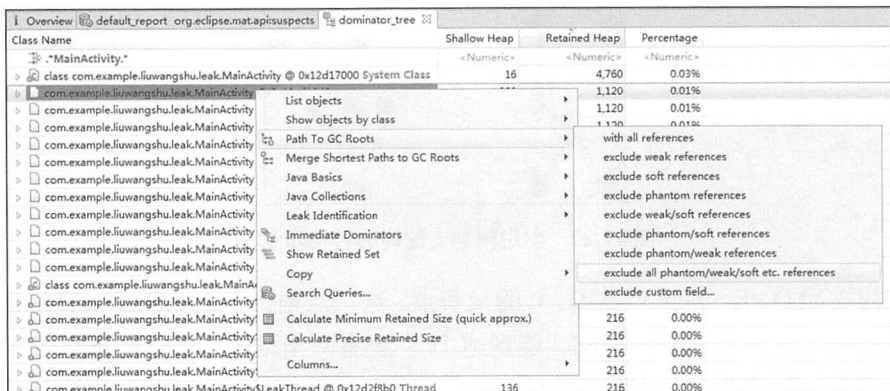 i Overview default_report org.eclipse.mat.api:suspects dominator_tree
Class Name Shallow Heap Retained Heap Percentage
.*MainActivity.* <Numeric> <Numeric> <Numeric>
class com.example.liuwangshu.leak.MainActivity @ 0x12d17000 System Class 16 4,760 0.03%
com.example.liuwangshu.leak.MainActivity 1,120 0.01%
com.example.liuwangshu.leak.MainActivity List objects 1,120 0.01%
com.example.liuwangshu.leak.MainActivity Show objects by class 1,120 0.01%
com.example.liuwangshu.leak.MainActivity Path To GC Roots with all references
com.example.liuwangshu.leak.MainActivity Merge Shortest Paths to GC Roots exclude weak references
com.example.liuwangshu.leak.MainActivity Java Basics exclude soft references
com.example.liuwangshu.leak.MainActivity Java Collections exclude phantom references
com.example.liuwangshu.leak.MainActivity Leak Identification exclude weak/soft references
com.example.liuwangshu.leak.MainActivity Immediate Dominators exclude phantom/soft references
com.example.liuwangshu.leak.MainActivity Show Retained Set exclude phantom/weak references
class com.example.liuwangshu.leak.MainA Copy exclude all phantom/weak/soft etc. references
com.example.liuwangshu.leak.MainActivity Search Queries... exclude custom field...
com.example.liuwangshu.leak.MainActivity Calculate Minimum Retained Size (quick approx.) 216 0.00%
com.example.liuwangshu.leak.MainActivity Calculate Precise Retained Size 216 0.00%
com.example.liuwangshu.leak.MainActivity 216 0.00%
com.example.liuwangshu.leak.MainActivity Columns... 216 0.00%
com.example.liuwangshu.leak.MainActivity$LeakThread @ 0x12d2f8b0 Thread 136 216 0.00%